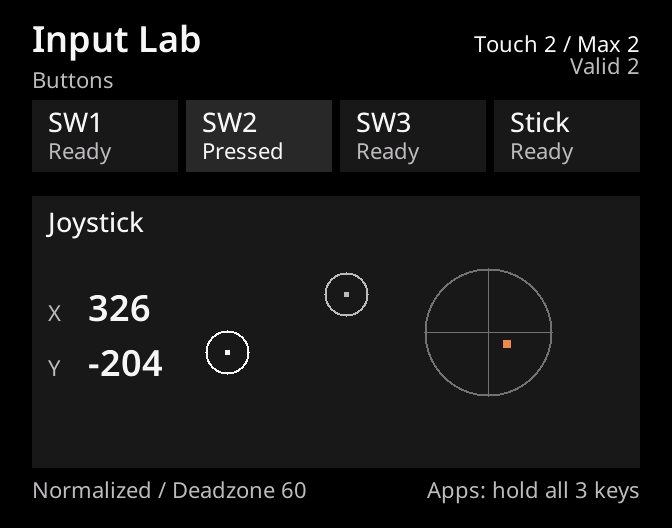 Input Lab
Touch 2 / Max 2
Valid 2
Buttons
SW1
Ready
SW2
Pressed
SW3
Ready
Stick
Ready
Joystick
X 326
Y -204
Normalized / Deadzone 60
Apps: hold all 3 keys